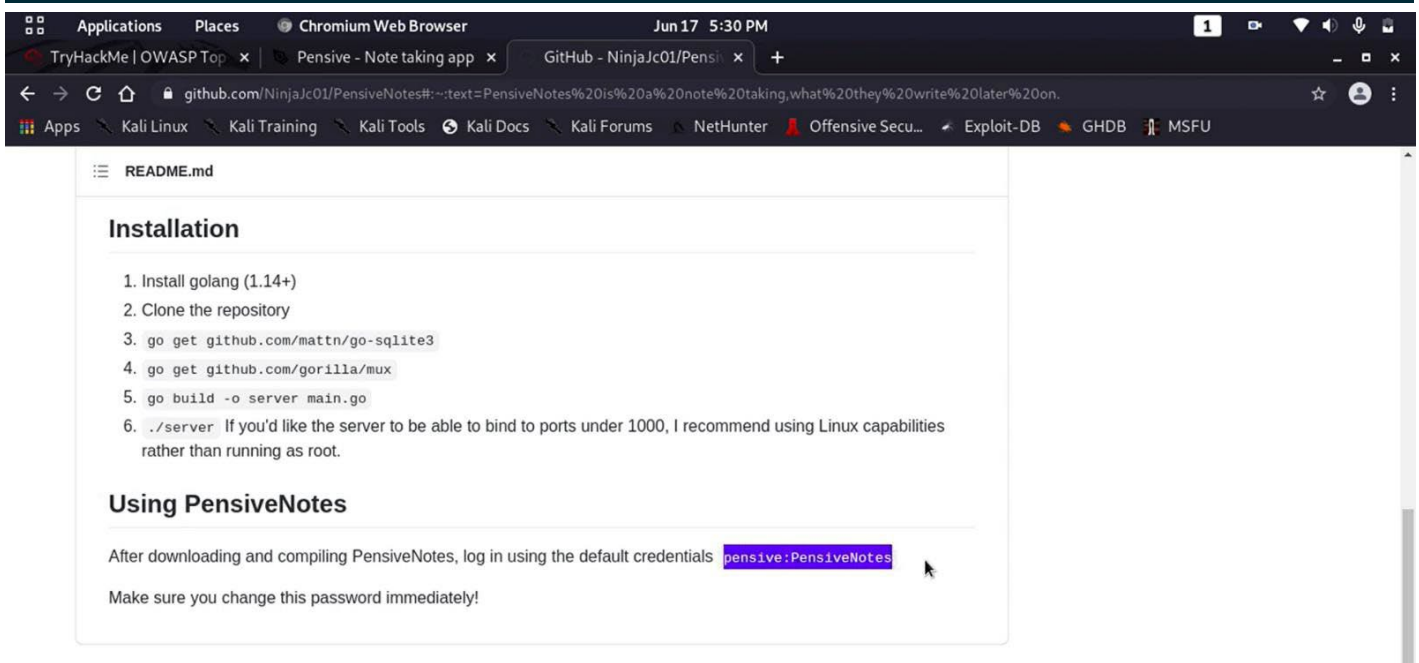 Applications Places Chromium Web Browser Jun 17 5:30 PM 1
TryHackMe | OWASP Top Pensive - Note taking app GitHub - NinjaJc01/Pensiv
github.com/NinjaJc01/PensiveNotes#:~:text=PensiveNotes%20is%20a%20note%20taking,what%20they%20write%20later%20on.
Apps Kali Linux Kali Training Kali Tools Kali Docs Kali Forums NetHunter Offensive Secu... Exploit-DB GHDB MSFU
README.md
Installation
1. Install golang (1.14+)
2. Clone the repository
3. go get github.com/mattn/go-sqlite3
4. go get github.com/gorilla/mux
5. go build -o server main.go
6. ./server If you'd like the server to be able to bind to ports under 1000, I recommend using Linux capabilities
rather than running as root.
Using PensiveNotes
After downloading and compiling PensiveNotes, log in using the default credentials pensive:PensiveNotes
Make sure you change this password immediately!